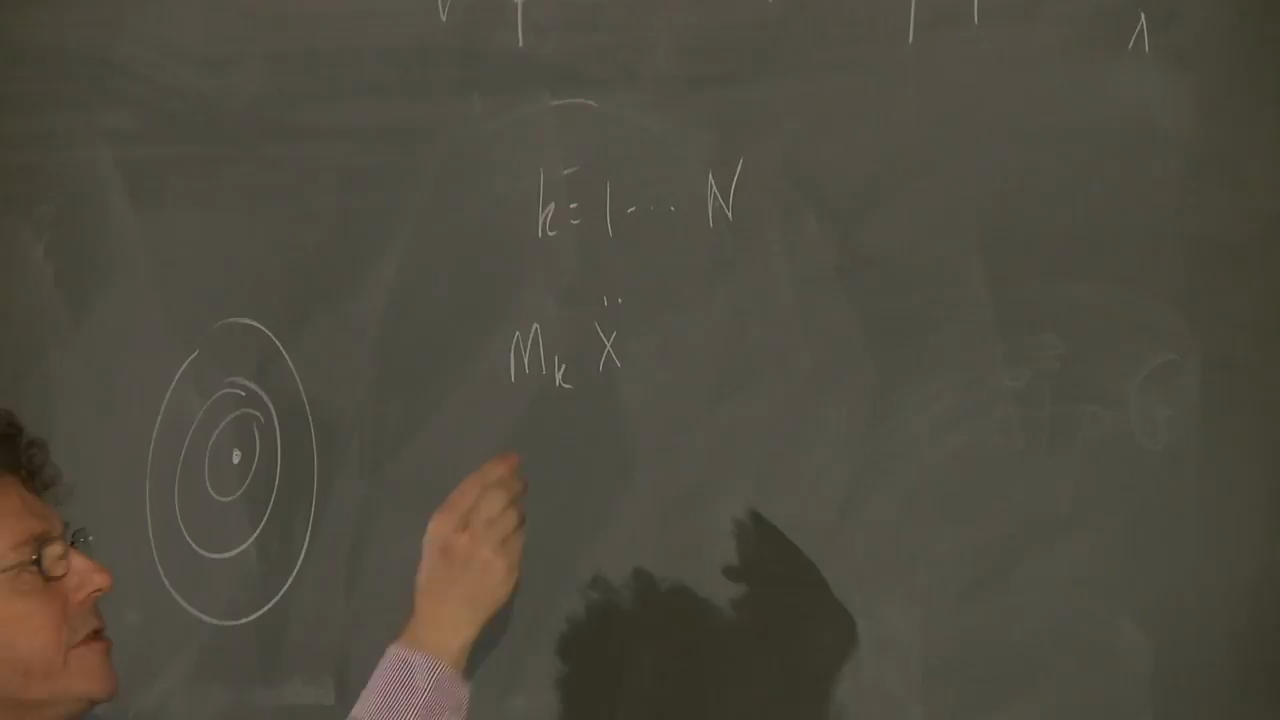 k = 1 ... N
m_k ẍ